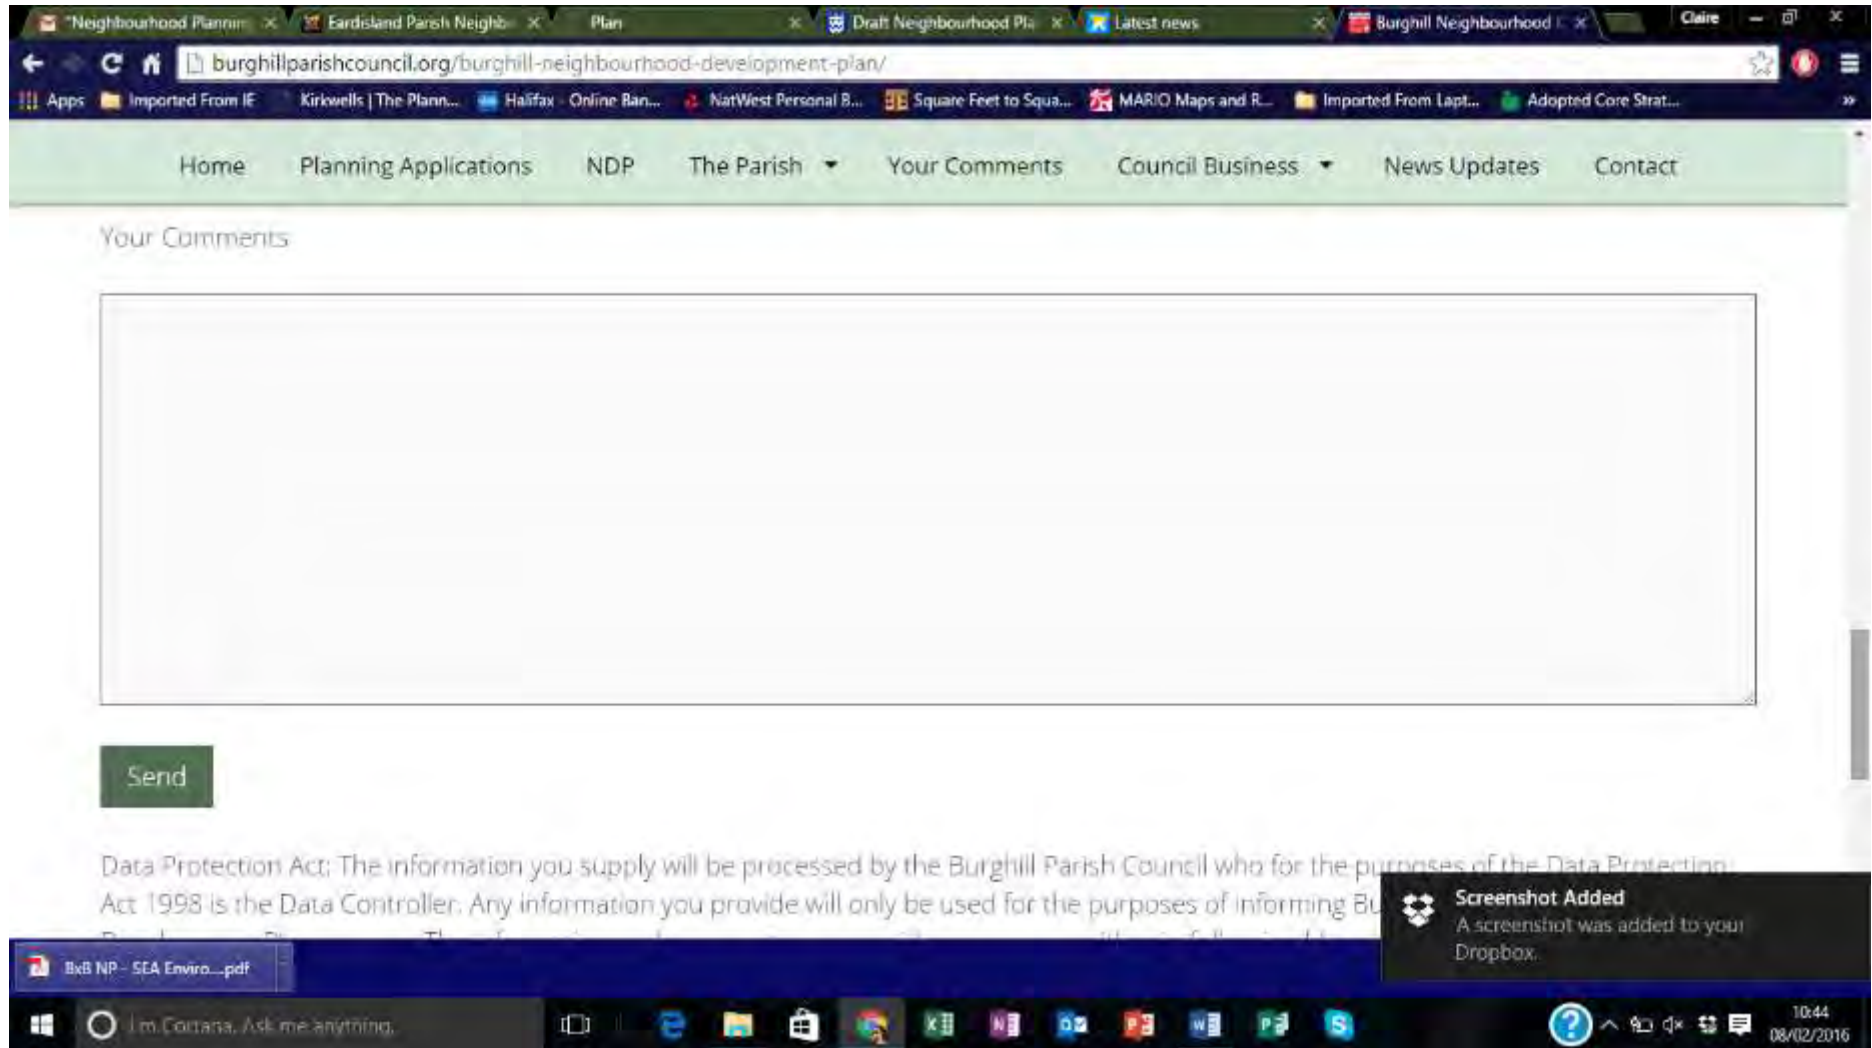 "Neighbourhood Plannin
Eardisland Parish Neighb
Plan
Draft Neighbourhood Pla
Latest news
Burghill Neighbourhood
Claire
burghillparishcouncil.org/burghill-neighbourhood-development-plan/
Apps
Imported From IE
Kirkwells | The Plann...
Halifax - Online Ban...
NatWest Personal B...
Square Feet to Squa...
MARIO Maps and R...
Imported From Lapt...
Adopted Core Strat...
Home
Planning Applications
NDP
The Parish
Your Comments
Council Business
News Updates
Contact
Your Comments
Send
Data Protection Act: The information you supply will be processed by the Burghill Parish Council who for the purposes of the Data Protection
Act 1998 is the Data Controller. Any information you provide will only be used for the purposes of informing Bu
Screenshot Added
A screenshot was added to your
Dropbox.
BxB NP - SEA Enviro....pdf
I'm Cortana. Ask me anything.
10:44
08/02/2016